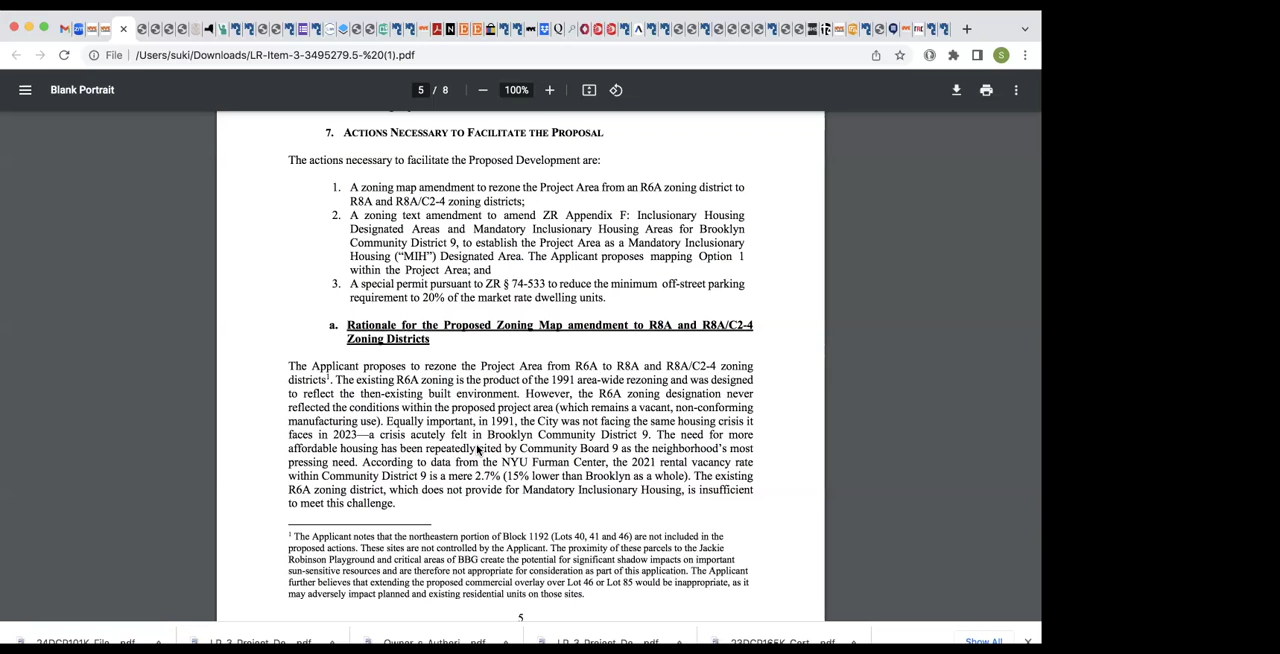 File
/Users/suki/Downloads/LR-Item-3-3495279.5-%20(1).pdf
S
Blank Portrait
5 / 8
100%
7. ACTIONS NECESSARY TO FACILITATE THE PROPOSAL
The actions necessary to facilitate the Proposed Development are:
1. A zoning map amendment to rezone the Project Area from an R6A zoning district to
R8A and R8A/C2-4 zoning districts;
2. A zoning text amendment to amend ZR Appendix F: Inclusionary Housing
Designated Areas and Mandatory Inclusionary Housing Areas for Brooklyn
Community District 9, to establish the Project Area as a Mandatory Inclusionary
Housing (“MIH”) Designated Area. The Applicant proposes mapping Option 1
within the Project Area; and
3. A special permit pursuant to ZR § 74-533 to reduce the minimum off-street parking
requirement to 20% of the market rate dwelling units.
a. Rationale for the Proposed Zoning Map amendment to R8A and R8A/C2-4
Zoning Districts
The Applicant proposes to rezone the Project Area from R6A to R8A and R8A/C2-4 zoning
districts¹. The existing R6A zoning is the product of the 1991 area-wide rezoning and was designed
to reflect the then-existing built environment. However, the R6A zoning designation never
reflected the conditions within the proposed project area (which remains a vacant, non-conforming
manufacturing use). Equally important, in 1991, the City was not facing the same housing crisis it
faces in 2023—a crisis acutely felt in Brooklyn Community District 9. The need for more
affordable housing has been repeatedly cited by Community Board 9 as the neighborhood’s most
pressing need. According to data from the NYU Furman Center, the 2021 rental vacancy rate
within Community District 9 is a mere 2.7% (15% lower than Brooklyn as a whole). The existing
R6A zoning district, which does not provide for Mandatory Inclusionary Housing, is insufficient
to meet this challenge.
¹ The Applicant notes that the northeastern portion of Block 1192 (Lots 40, 41 and 46) are not included in the
proposed actions. These sites are not controlled by the Applicant. The proximity of these parcels to the Jackie
Robinson Playground and critical areas of BBG create the potential for significant shadow impacts on important
sun-sensitive resources and are therefore not appropriate for consideration as part of this application. The Applicant
further believes that extending the proposed commercial overlay over Lot 46 or Lot 85 would be inappropriate, as it
may adversely impact planned and existing residential units on those sites.
5
Show All